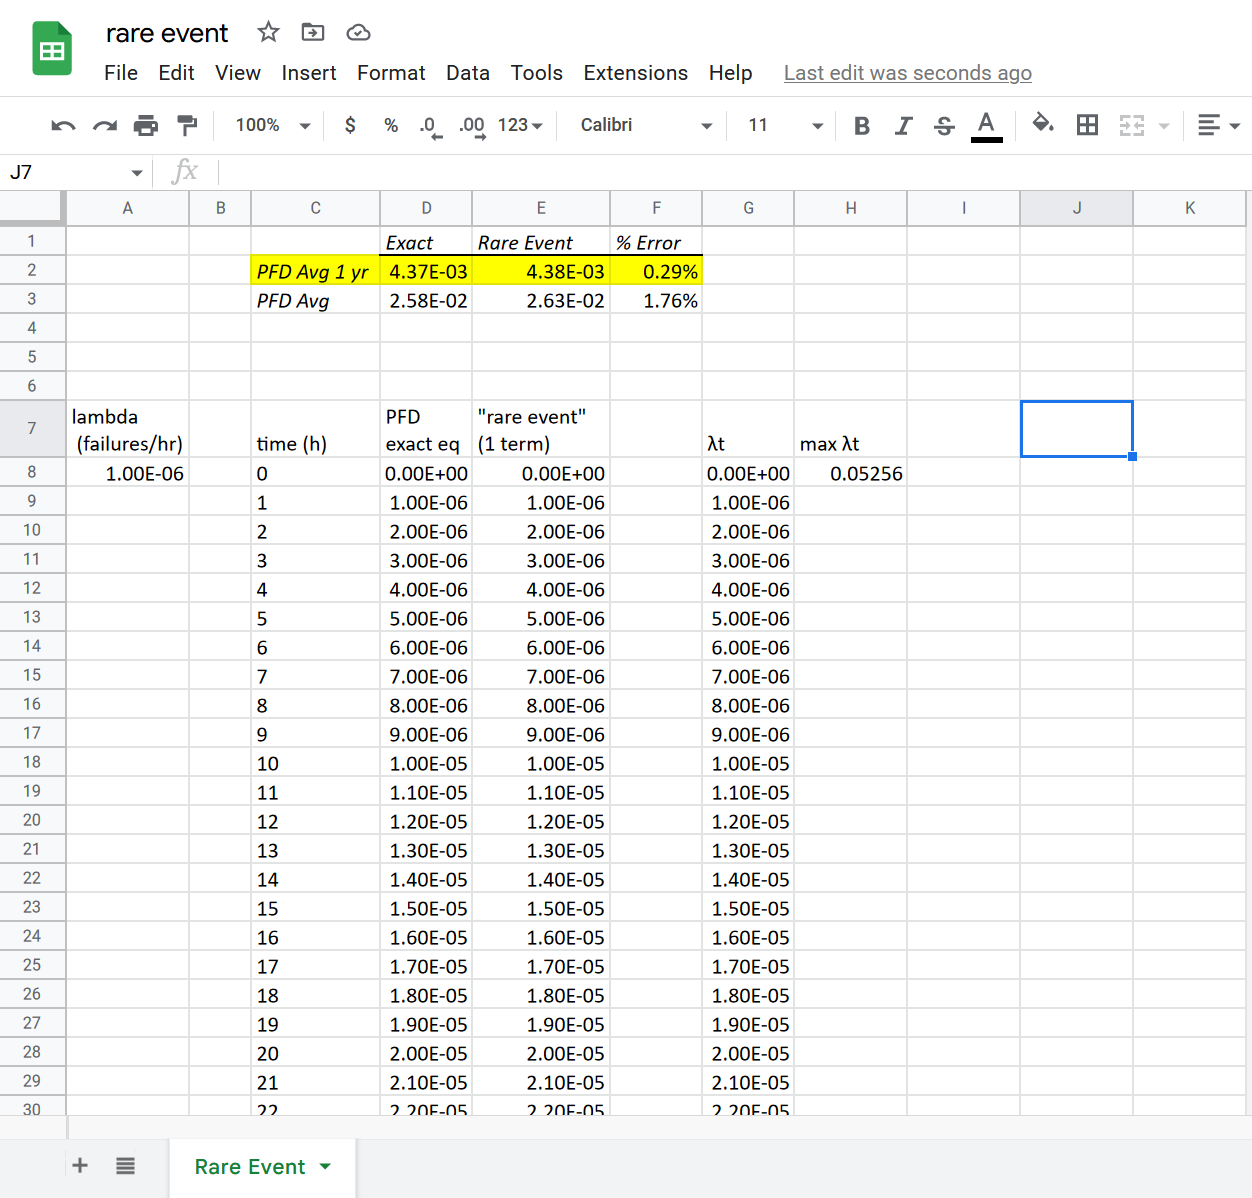 rare event
File Edit View Insert Format Data Tools Extensions Help Last edit was seconds ago
100% $ % .0 .00 123 Calibri 11 B I S A
J7 fx
A B C D E F G H I J K
1 Exact Rare Event % Error
2 PFD Avg 1 yr 4.37E-03 4.38E-03 0.29%
3 PFD Avg 2.58E-02 2.63E-02 1.76%
4
5
6
lambda PFD "rare event"
7 (failures/hr) time (h) exact eq (1 term) λt max λt
8 1.00E-06 0 0.00E+00 0.00E+00 0.00E+00 0.05256
9 1 1.00E-06 1.00E-06 1.00E-06
10 2 2.00E-06 2.00E-06 2.00E-06
11 3 3.00E-06 3.00E-06 3.00E-06
12 4 4.00E-06 4.00E-06 4.00E-06
13 5 5.00E-06 5.00E-06 5.00E-06
14 6 6.00E-06 6.00E-06 6.00E-06
15 7 7.00E-06 7.00E-06 7.00E-06
16 8 8.00E-06 8.00E-06 8.00E-06
17 9 9.00E-06 9.00E-06 9.00E-06
18 10 1.00E-05 1.00E-05 1.00E-05
19 11 1.10E-05 1.10E-05 1.10E-05
20 12 1.20E-05 1.20E-05 1.20E-05
21 13 1.30E-05 1.30E-05 1.30E-05
22 14 1.40E-05 1.40E-05 1.40E-05
23 15 1.50E-05 1.50E-05 1.50E-05
24 16 1.60E-05 1.60E-05 1.60E-05
25 17 1.70E-05 1.70E-05 1.70E-05
26 18 1.80E-05 1.80E-05 1.80E-05
27 19 1.90E-05 1.90E-05 1.90E-05
28 20 2.00E-05 2.00E-05 2.00E-05
29 21 2.10E-05 2.10E-05 2.10E-05
30 22 2.20E-05 2.20E-05 2.20E-05
Rare Event